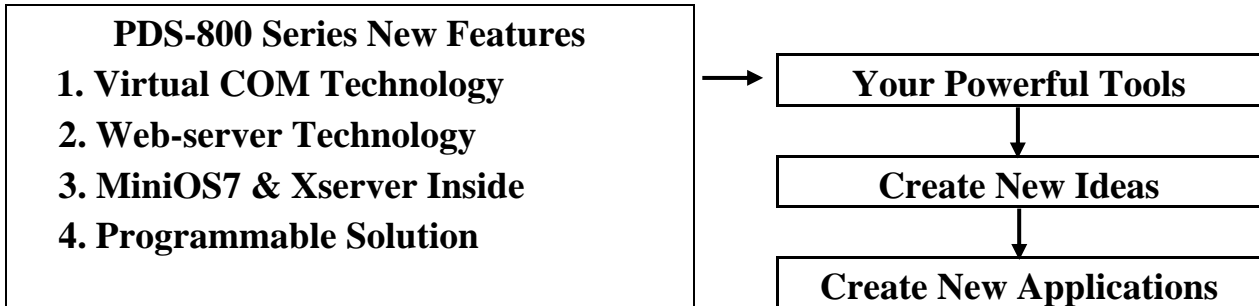 PDS-800 Series New Features
1. Virtual COM Technology
2. Web-server Technology
3. MiniOS7 & Xserver Inside
4. Programmable Solution
Your Powerful Tools
Create New Ideas
Create New Applications